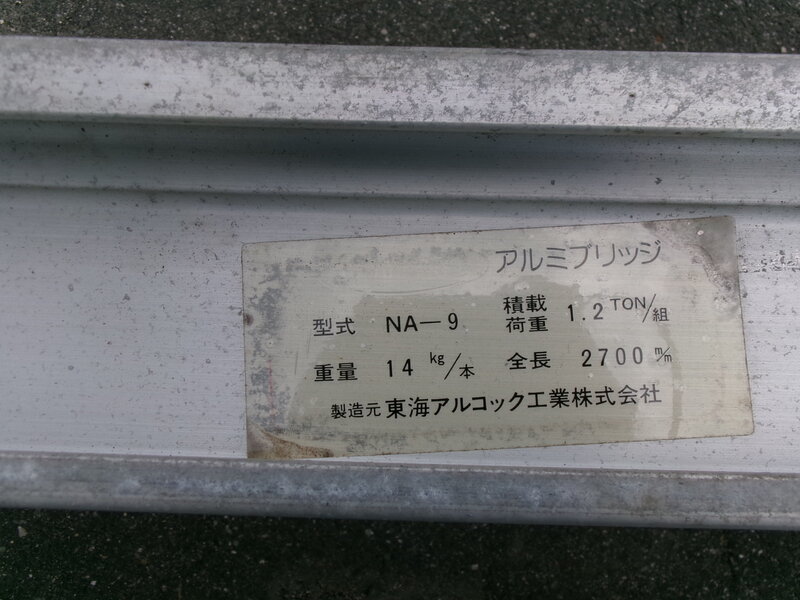 アルミブリッジ
型式 NA-9 積載荷重 1.2 TON/組
重量 14 kg/本 全長 2700 m/m
製造元 東海アルコック工業株式会社